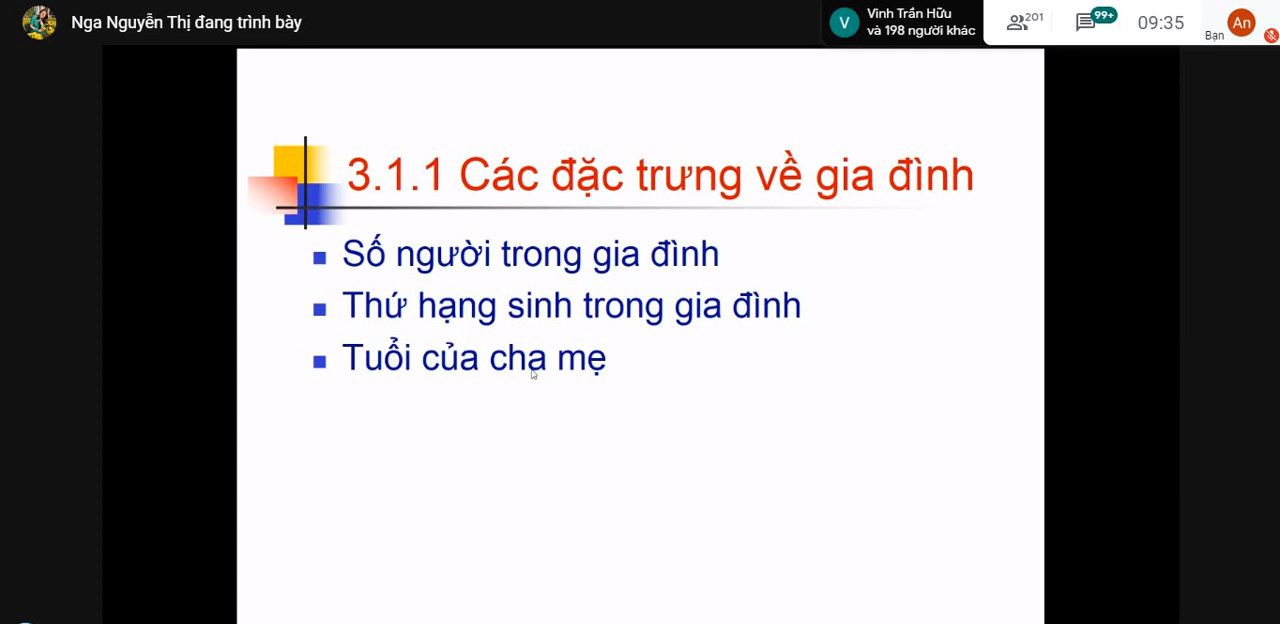 Nga Nguyễn Thị đang trình bày
V
Vinh Trần Hữu
và 198 người khác
201
99+
09:35
Bạn
An
3.1.1 Các đặc trưng về gia đình
Số người trong gia đình
Thứ hạng sinh trong gia đình
Tuổi của cha mẹ